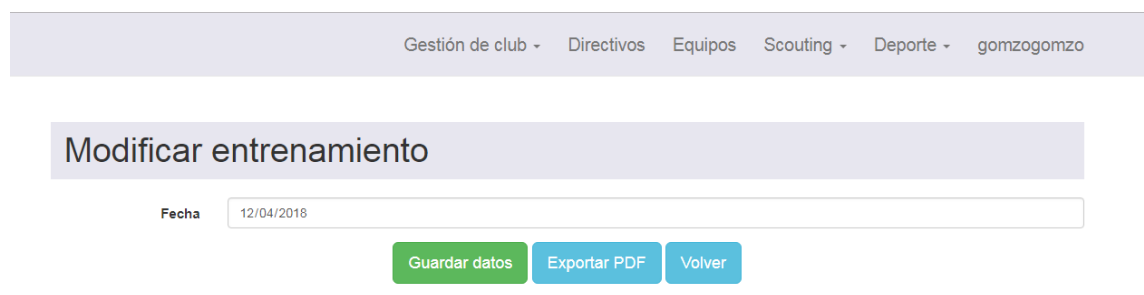 Gestión de club Directivos Equipos Scouting Deporte gomzogomzo
Modificar entrenamiento
Fecha 12/04/2018
Guardar datos Exportar PDF Volver